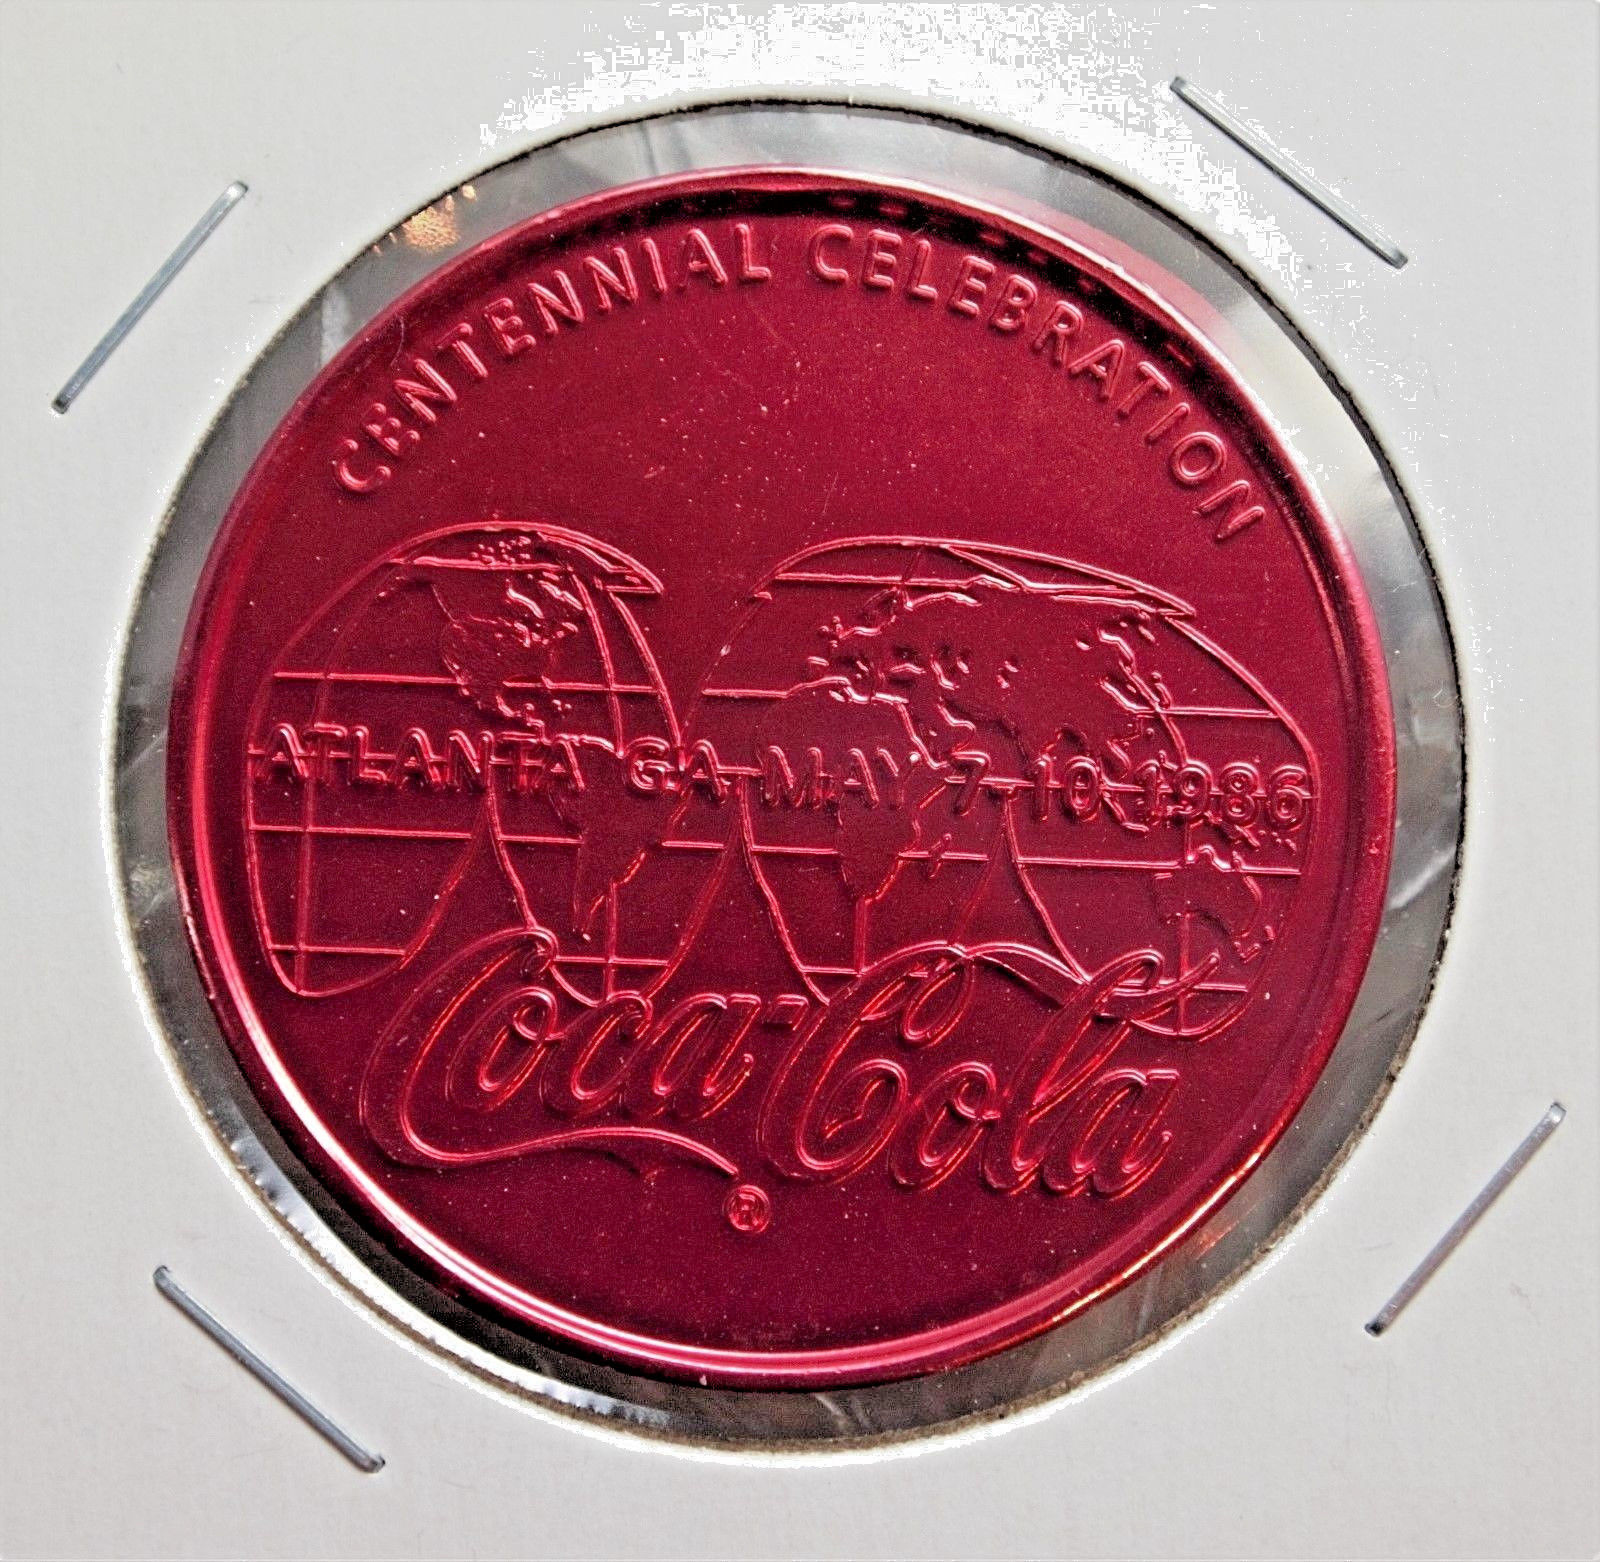 CENTENNIAL CELEBRATION
ATLANTA GA MAY 7-10 1986
Coca-Cola
®